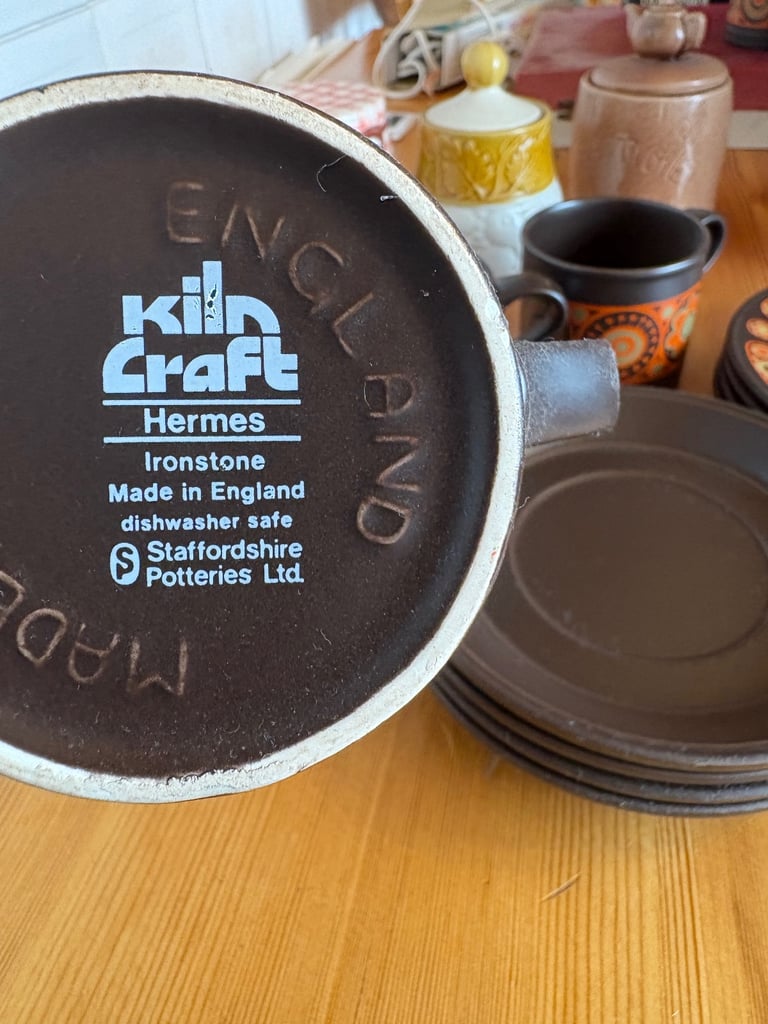 Kiln
Craft
Hermes
Ironstone
Made in England
dishwasher safe
S Staffordshire
Potteries Ltd.
MADE
ENGLAND